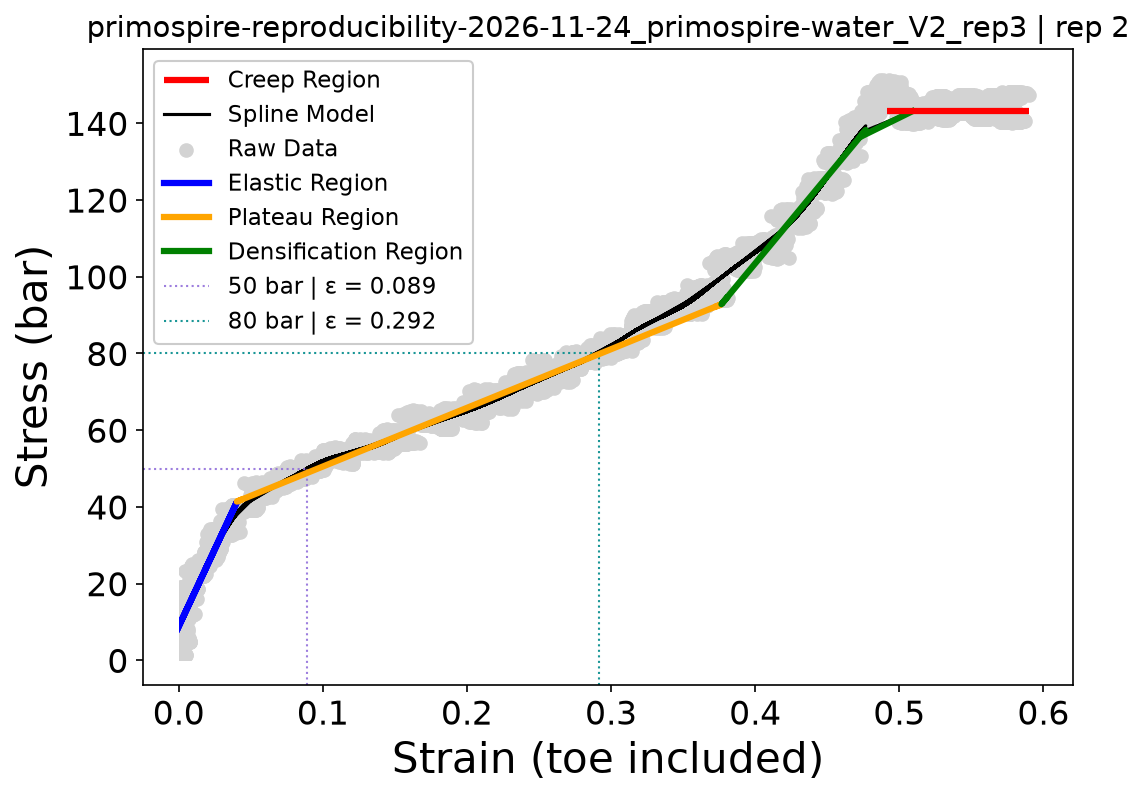 primospire-reproducibility-2026-11-24_primospire-water_V2_rep3 | rep 2
Creep Region
Spline Model
Raw Data
Elastic Region
Plateau Region
Densification Region
50 bar | ε = 0.089
80 bar | ε = 0.292
Stress (bar)
140
120
100
80
60
40
20
0
0.0 0.1 0.2 0.3 0.4 0.5 0.6
Strain (toe included)